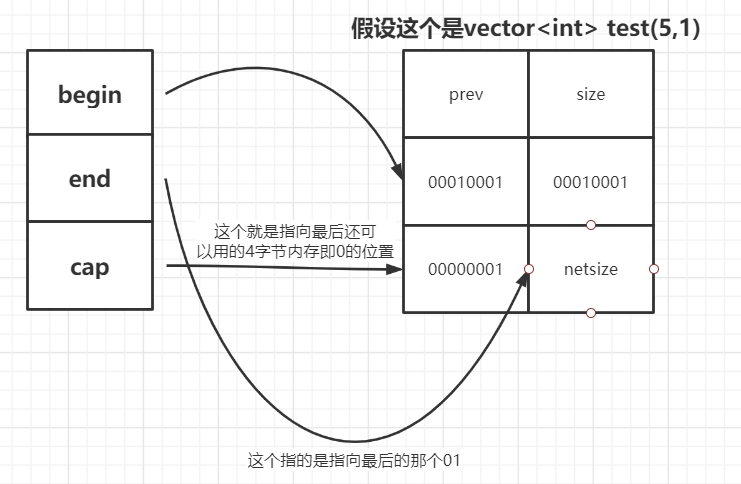 假设这个是vector<int> test(5,1)
begin
end
cap
prev
size
00010001
00010001
00000001
netsize
这个就是指向最后还可
以用的4字节内存即0的位置
这个指的是指向最后的那个01